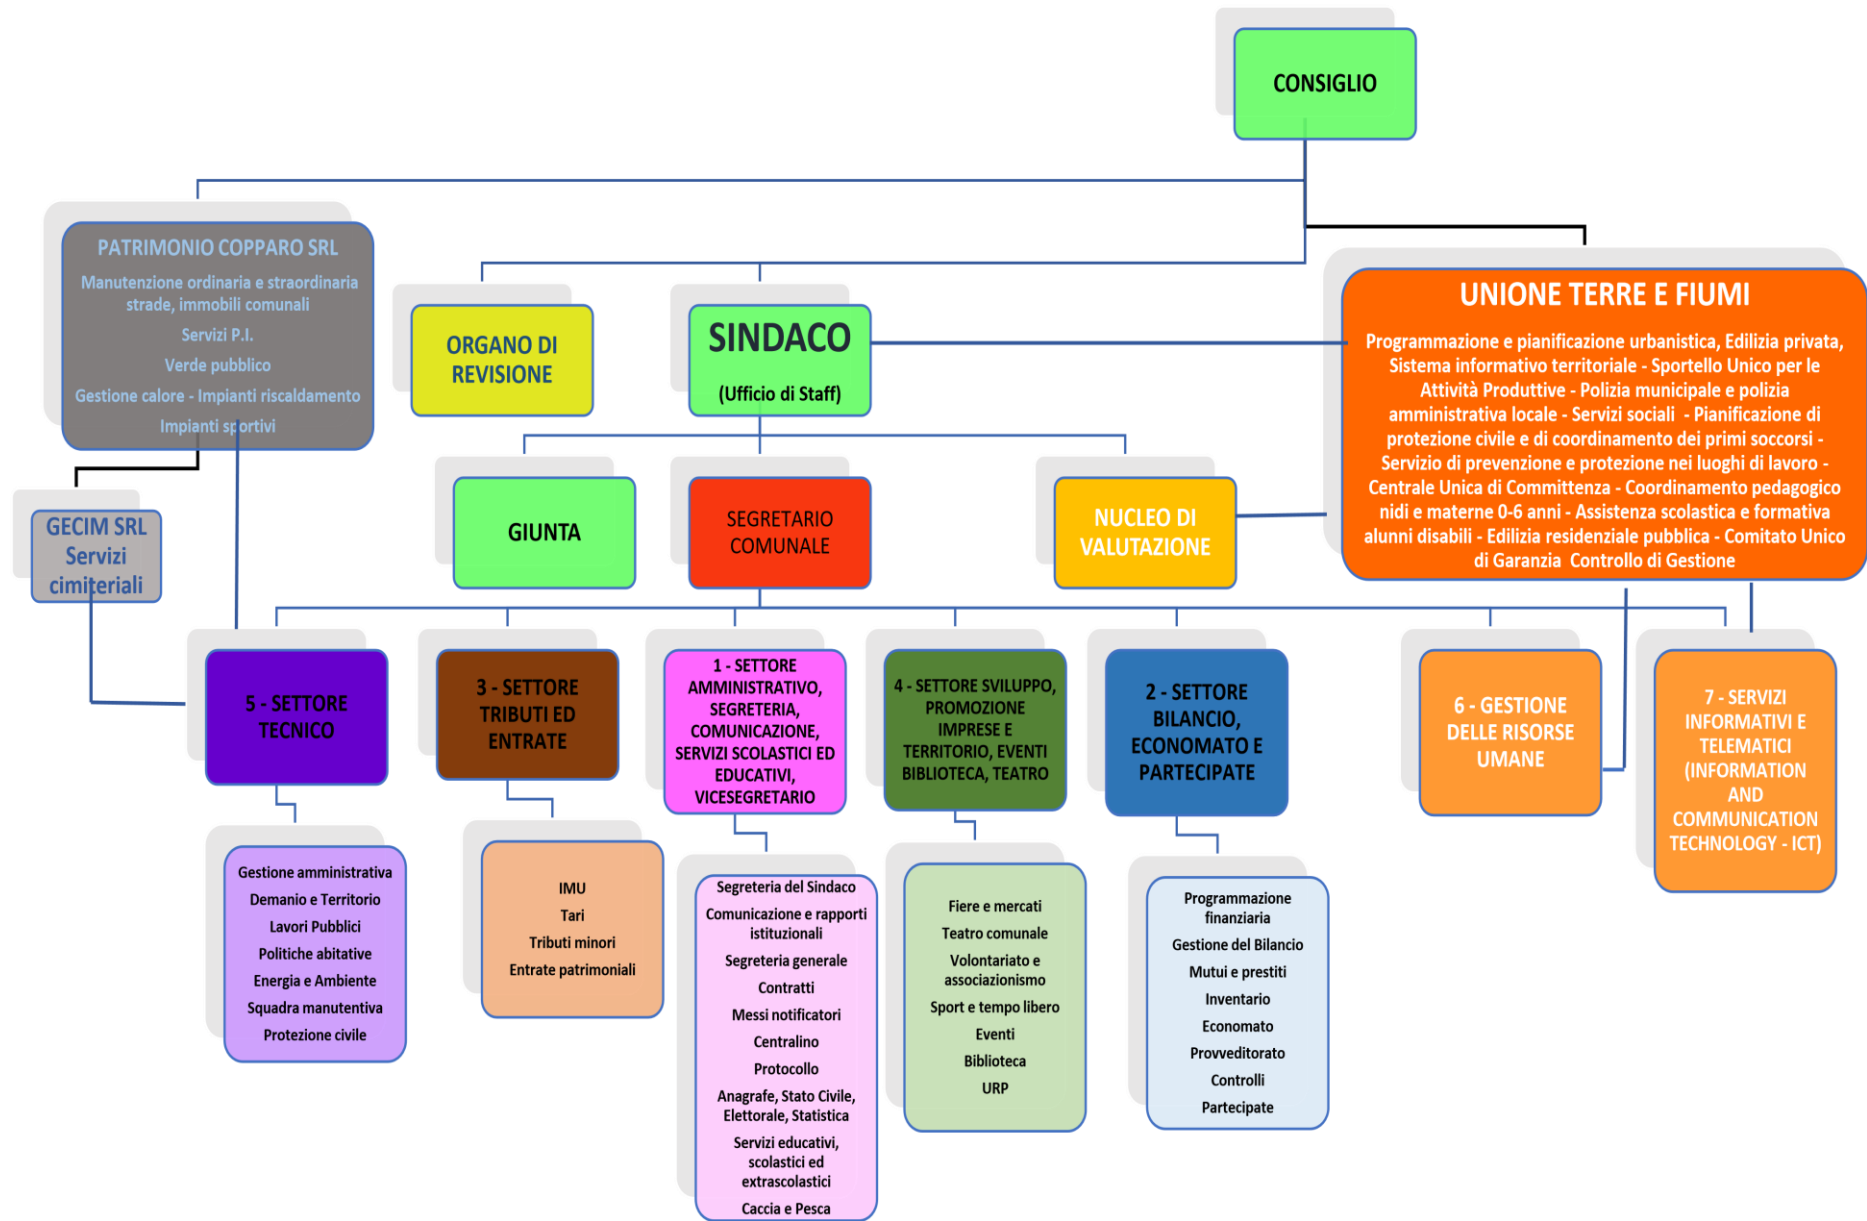 CONSIGLIO
PATRIMONIO COPPARO SRL
Manutenzione ordinaria e straordinaria
strade, immobili comunali
Servizi P.I.
Verde pubblico
Gestione calore - Impianti riscaldamento
Impianti sportivi
ORGANO DI
REVISIONE
SINDACO
(Ufficio di Staff)
UNIONE TERRE E FIUMI
Programmazione e pianificazione urbanistica, Edilizia privata,
Sistema informativo territoriale - Sportello Unico per le
Attività Produttive - Polizia municipale e polizia
amministrativa locale - Servizi sociali - Pianificazione di
protezione civile e di coordinamento dei primi soccorsi -
Servizio di prevenzione e protezione nei luoghi di lavoro -
Centrale Unica di Committenza - Coordinamento pedagogico
nidi e materne 0-6 anni - Assistenza scolastica e formativa
alunni disabili - Edilizia residenziale pubblica - Comitato Unico
di Garanzia Controllo di Gestione
GECIM SRL
Servizi
cimiteriali
GIUNTA
SEGRETARIO
COMUNALE
NUCLEO DI
VALUTAZIONE
5 - SETTORE
TECNICO
3 - SETTORE
TRIBUTI ED
ENTRATE
1 - SETTORE
AMMINISTRATIVO,
SEGRETERIA,
COMUNICAZIONE,
SERVIZI SCOLASTICI ED
EDUCATIVI,
VICESEGRETARIO
4 - SETTORE SVILUPPO,
PROMOZIONE
IMPRESE E
TERRITORIO, EVENTI
BIBLIOTECA, TEATRO
2 - SETTORE
BILANCIO,
ECONOMATO E
PARTECIPATE
6 - GESTIONE
DELLE RISORSE
UMANE
7 - SERVIZI
INFORMATIVI E
TELEMATICI
(INFORMATION
AND
COMMUNICATION
TECHNOLOGY - ICT)
Gestione amministrativa
Demanio e Territorio
Lavori Pubblici
Politiche abitative
Energia e Ambiente
Squadra manutentiva
Protezione civile
IMU
Tari
Tributi minori
Entrate patrimoniali
Segreteria del Sindaco
Comunicazione e rapporti
istituzionali
Segreteria generale
Contratti
Messi notificatori
Centralino
Protocollo
Anagrafe, Stato Civile,
Elettorale, Statistica
Servizi educativi,
scolastici ed
extrascolastici
Caccia e Pesca
Fiere e mercati
Teatro comunale
Volontariato e
associazionismo
Sport e tempo libero
Eventi
Biblioteca
URP
Programmazione
finanziaria
Gestione del Bilancio
Mutui e prestiti
Inventario
Economato
Provveditorato
Controlli
Partecipate